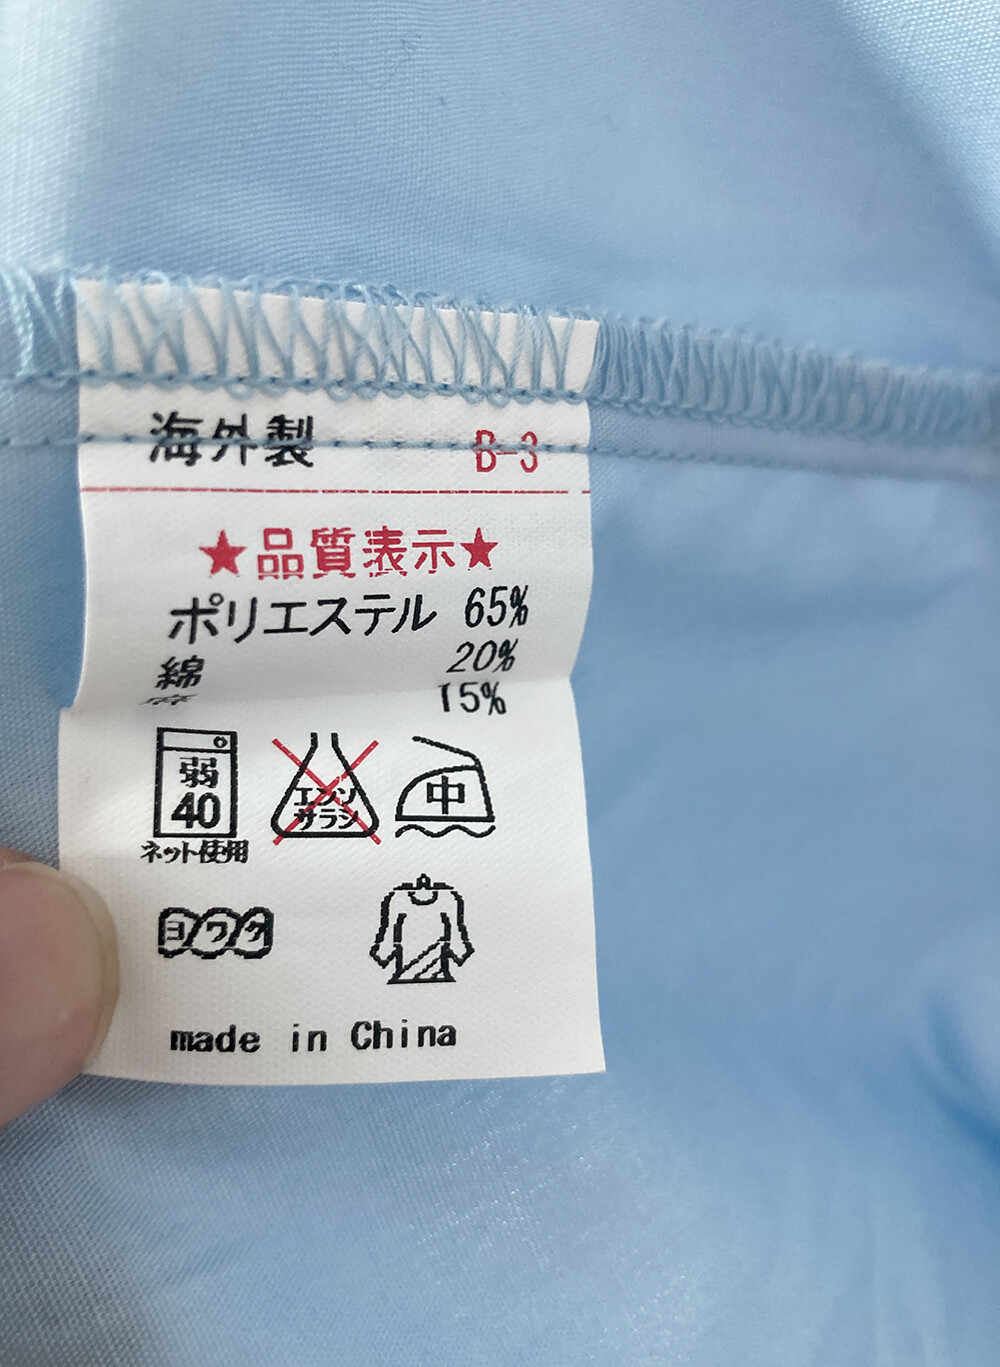 海外製 B-3
★品質表示★
ポリエステル 65%
綿 20%
15%
弱
40
ネット使用
エンソ
サラシ
中
ヨワク
made in China